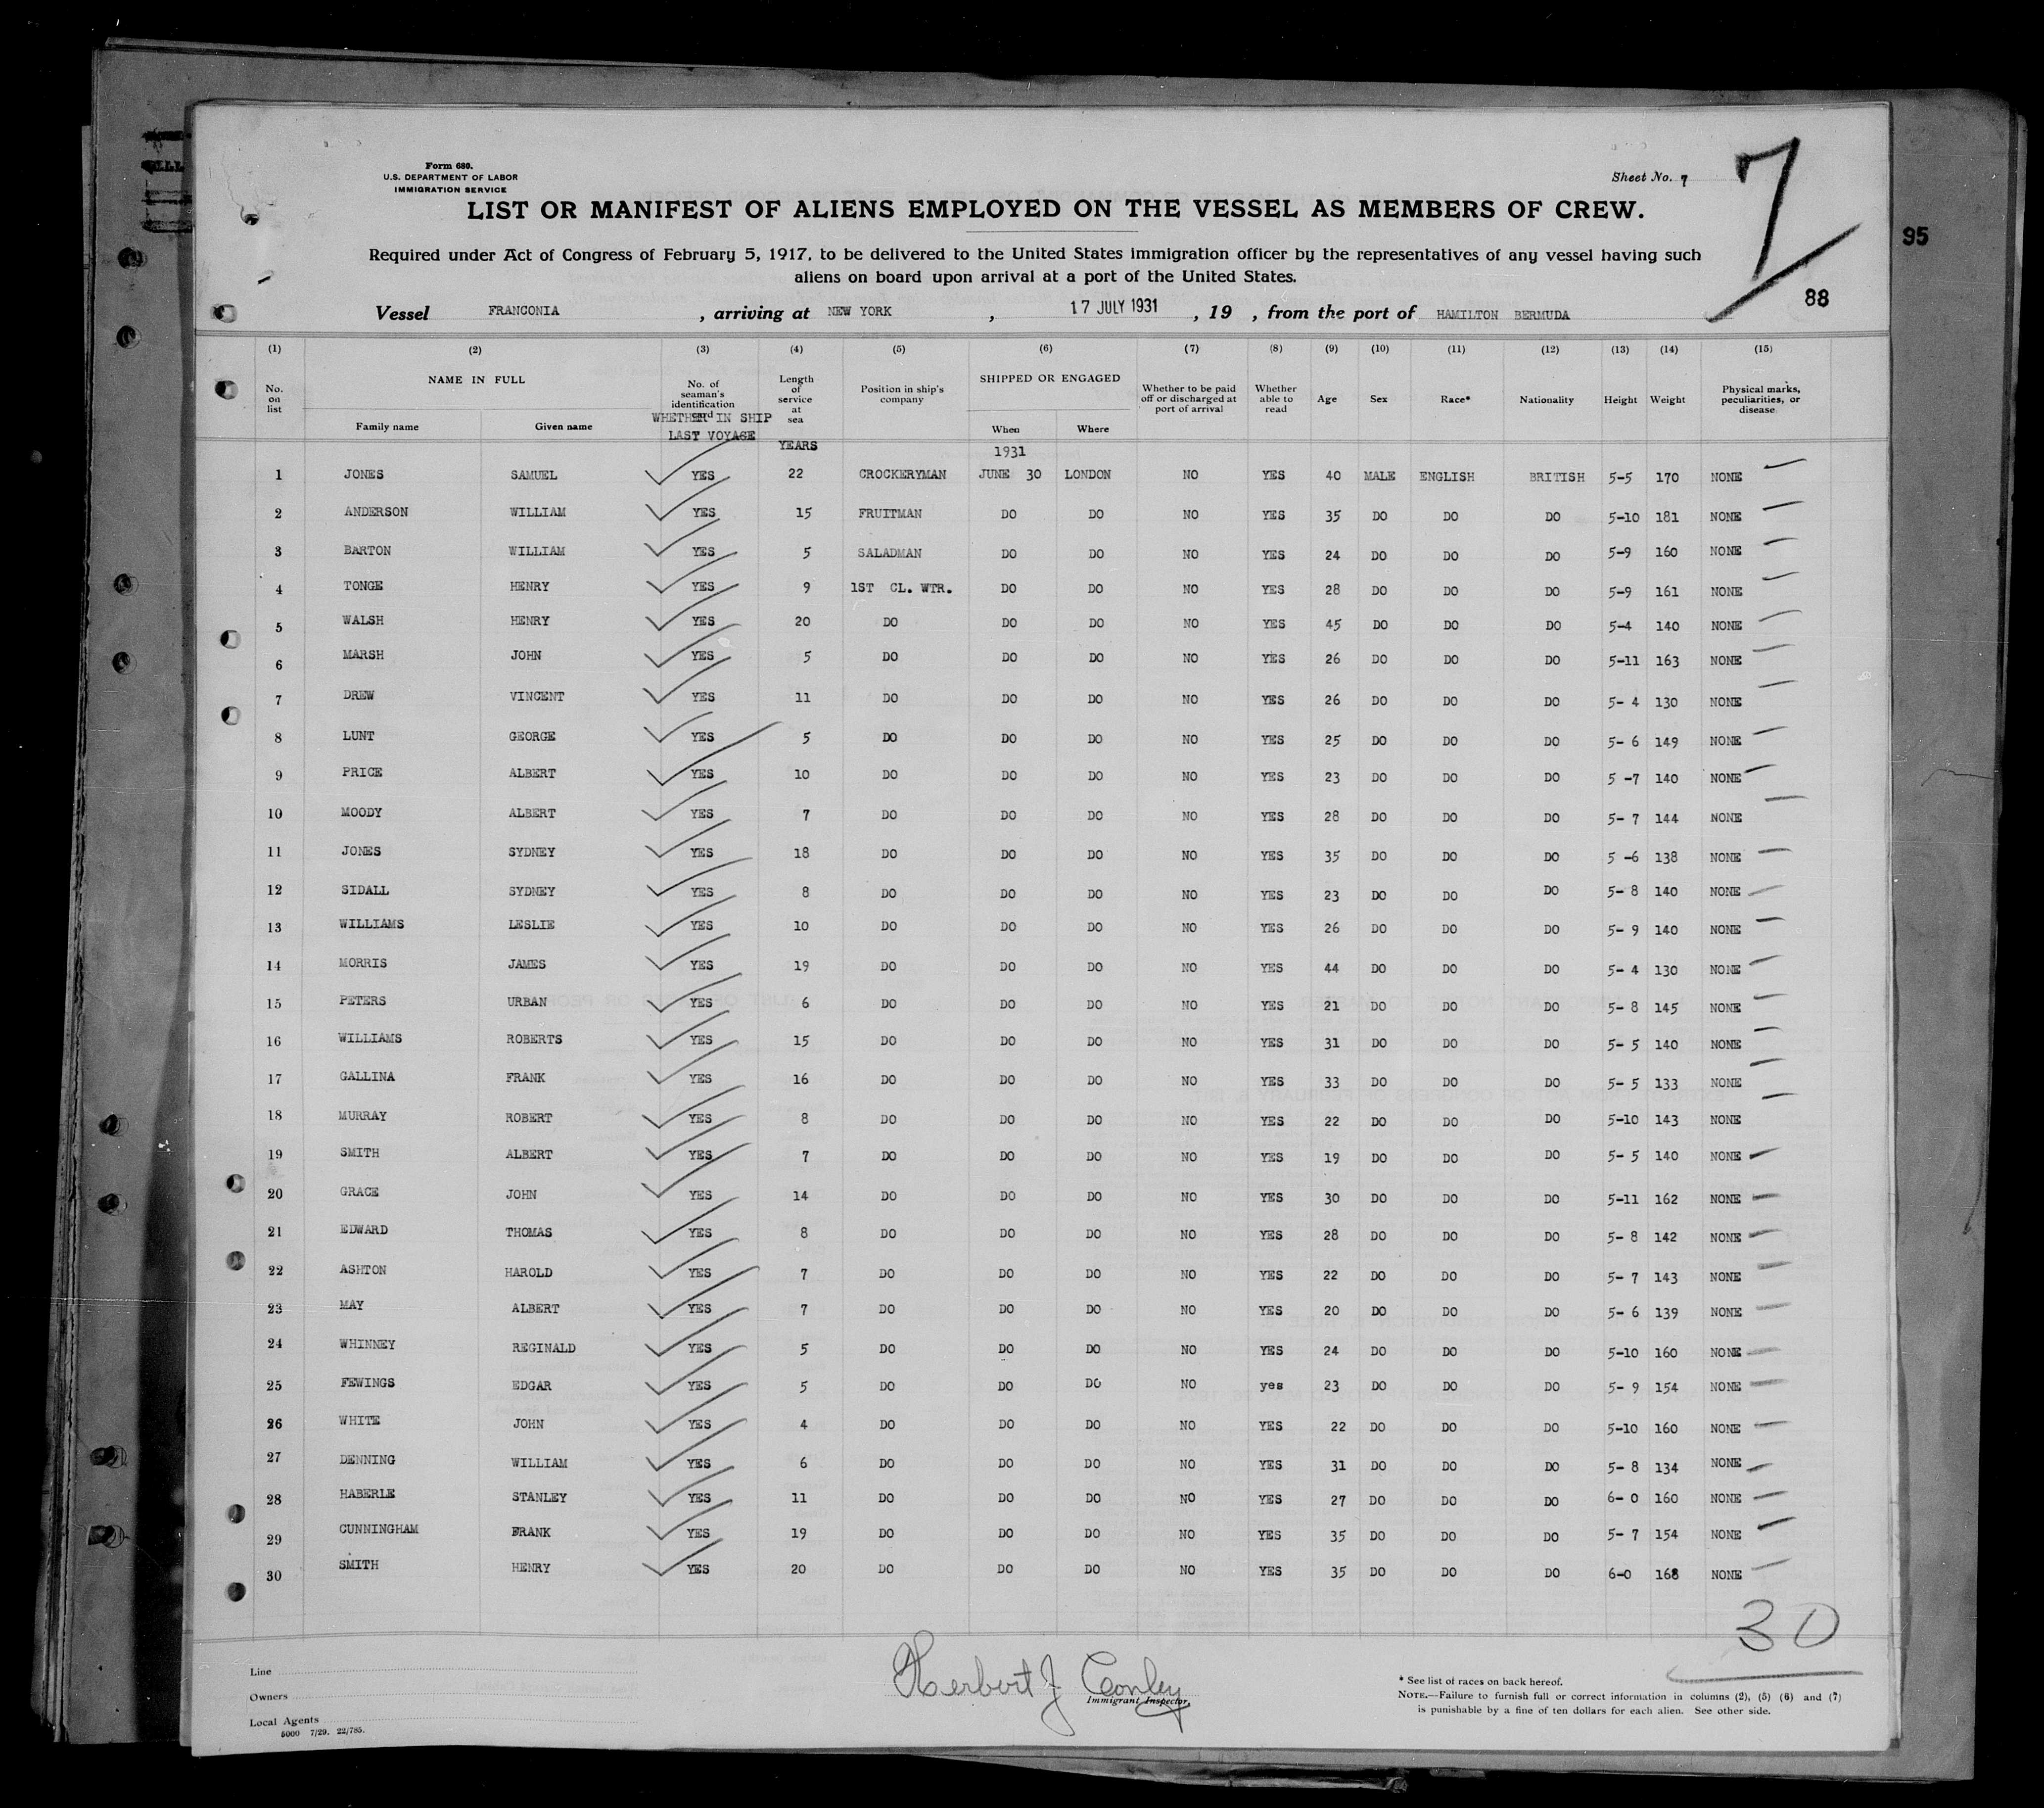 Form 680.
U.S. DEPARTMENT OF LABOR
IMMIGRATION SERVICE
Sheet No. 7
7
LIST OR MANIFEST OF ALIENS EMPLOYED ON THE VESSEL AS MEMBERS OF CREW.
95
Required under Act of Congress of February 5, 1917, to be delivered to the United States immigration officer by the representatives of any vessel having such
aliens on board upon arrival at a port of the United States.
88
Vessel FRANCONIA , arriving at NEW YORK , 17 JULY 1931 , 19 , from the port of HAMILTON BERMUDA
(1) (2) (3) (4) (5) (6) (7) (8) (9) (10) (11) (12) (13) (14) (15)
No. on list NAME IN FULL Family name Given name No. of seaman's identification card WHETHER IN SHIP LAST VOYAGE Length of service at sea YEARS Position in ship's company SHIPPED OR ENGAGED When 1931 Where Whether to be paid off or discharged at port of arrival Whether able to read Age Sex Race* Nationality Height Weight Physical marks, peculiarities, or disease
1 JONES SAMUEL YES 22 CROCKERYMAN JUNE 30 LONDON NO YES 40 MALE ENGLISH BRITISH 5-5 170 NONE
2 ANDERSON WILLIAM YES 15 FRUITMAN DO DO NO YES 35 DO DO DO 5-10 181 NONE
3 BARTON WILLIAM YES 5 SALADMAN DO DO NO YES 24 DO DO DO 5-9 160 NONE
4 TONGE HENRY YES 9 1ST CL. WTR. DO DO NO YES 28 DO DO DO 5-9 161 NONE
5 WALSH HENRY YES 20 DO DO DO NO YES 45 DO DO DO 5-4 140 NONE
6 MARSH JOHN YES 5 DO DO DO NO YES 26 DO DO DO 5-11 163 NONE
7 DREW VINCENT YES 11 DO DO DO NO YES 26 DO DO DO 5- 4 130 NONE
8 LUNT GEORGE YES 5 DO DO DO NO YES 25 DO DO DO 5- 6 149 NONE
9 PRICE ALBERT YES 10 DO DO DO NO YES 23 DO DO DO 5 -7 140 NONE
10 MOODY ALBERT YES 7 DO DO DO NO YES 28 DO DO DO 5- 7 144 NONE
11 JONES SYDNEY YES 18 DO DO DO NO YES 35 DO DO DO 5 -6 138 NONE
12 SIDALL SYDNEY YES 8 DO DO DO NO YES 23 DO DO DO 5- 8 140 NONE
13 WILLIAMS LESLIE YES 10 DO DO DO NO YES 26 DO DO DO 5- 9 140 NONE
14 MORRIS JAMES YES 19 DO DO DO NO YES 44 DO DO DO 5- 4 130 NONE
15 PETERS URBAN YES 6 DO DO DO NO YES 21 DO DO DO 5- 8 145 NONE
16 WILLIAMS ROBERTS YES 15 DO DO DO NO YES 31 DO DO DO 5- 5 140 NONE
17 GALLINA FRANK YES 16 DO DO DO NO YES 33 DO DO DO 5- 5 133 NONE
18 MURRAY ROBERT YES 8 DO DO DO NO YES 22 DO DO DO 5-10 143 NONE
19 SMITH ALBERT YES 7 DO DO DO NO YES 19 DO DO DO 5- 5 140 NONE
20 GRACE JOHN YES 14 DO DO DO NO YES 30 DO DO DO 5-11 162 NONE
21 EDWARD THOMAS YES 8 DO DO DO NO YES 28 DO DO DO 5- 8 142 NONE
22 ASHTON HAROLD YES 7 DO DO DO NO YES 22 DO DO DO 5- 7 143 NONE
23 MAY ALBERT YES 7 DO DO DO NO YES 20 DO DO DO 5- 6 139 NONE
24 WHINNEY REGINALD YES 5 DO DO DO NO YES 24 DO DO DO 5-10 160 NONE
25 FEWINGS EDGAR YES 5 DO DO DO NO yes 23 DO DO DO 5- 9 154 NONE
26 WHITE JOHN YES 4 DO DO DO NO YES 22 DO DO DO 5-10 160 NONE
27 DENNING WILLIAM YES 6 DO DO DO NO YES 31 DO DO DO 5- 8 134 NONE
28 HABERLE STANLEY YES 11 DO DO DO NO YES 27 DO DO DO 6- 0 160 NONE
29 CUNNINGHAM FRANK YES 19 DO DO DO NO YES 35 DO DO DO 5- 7 154 NONE
30 SMITH HENRY YES 20 DO DO DO NO YES 35 DO DO DO 6-0 168 NONE
30
Line
Owners
Local Agents
5000 7/29. 22/785.
Herbert J Conley
Immigrant Inspector.
* See list of races on back hereof.
NOTE.—Failure to furnish full or correct information in columns (2), (5) (6) and (7)
is punishable by a fine of ten dollars for each alien. See other side.